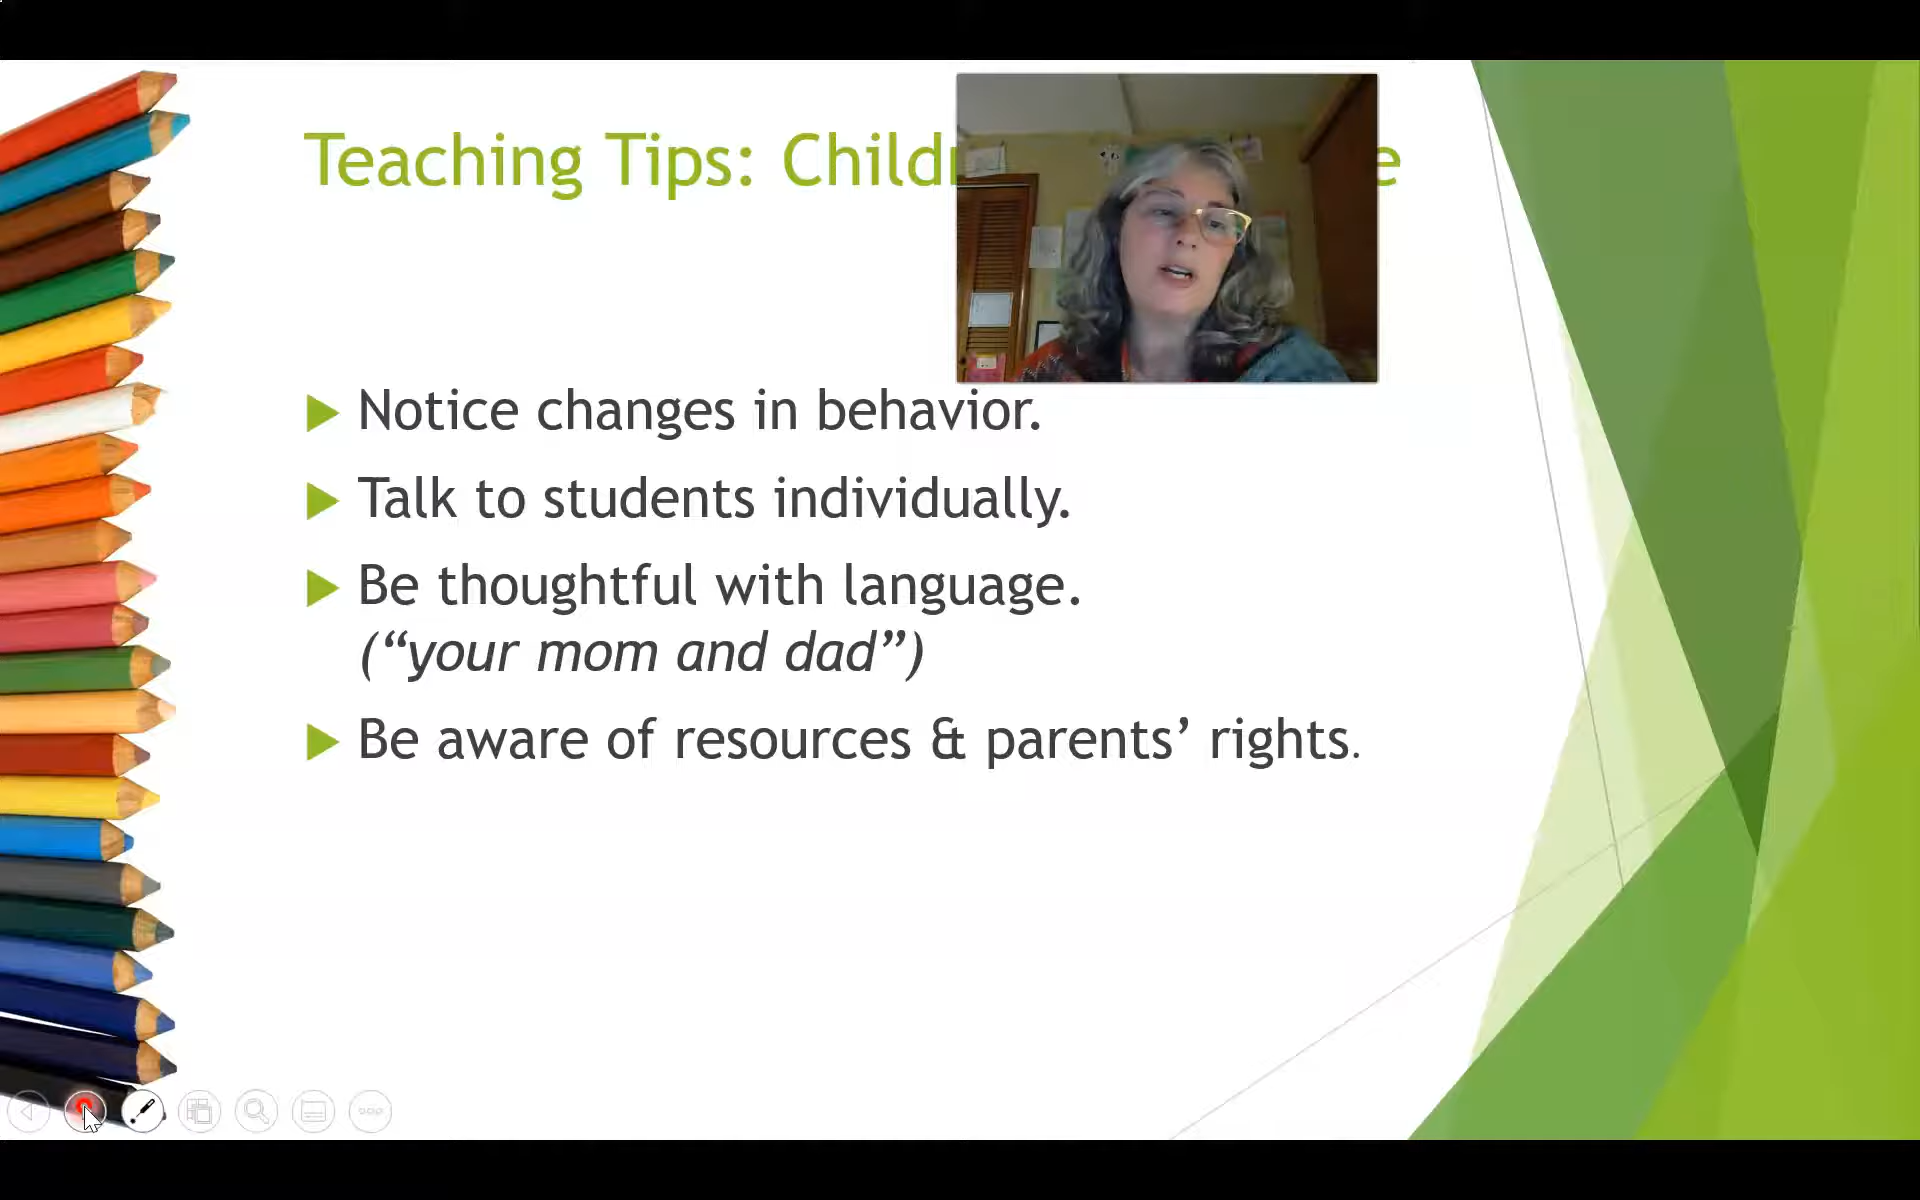 Teaching Tips:
Notice changes in behavior.
Talk to students individually.
Be thoughtful with language.
(“your mom and dad”)
Be aware of resources & parents’ rights.